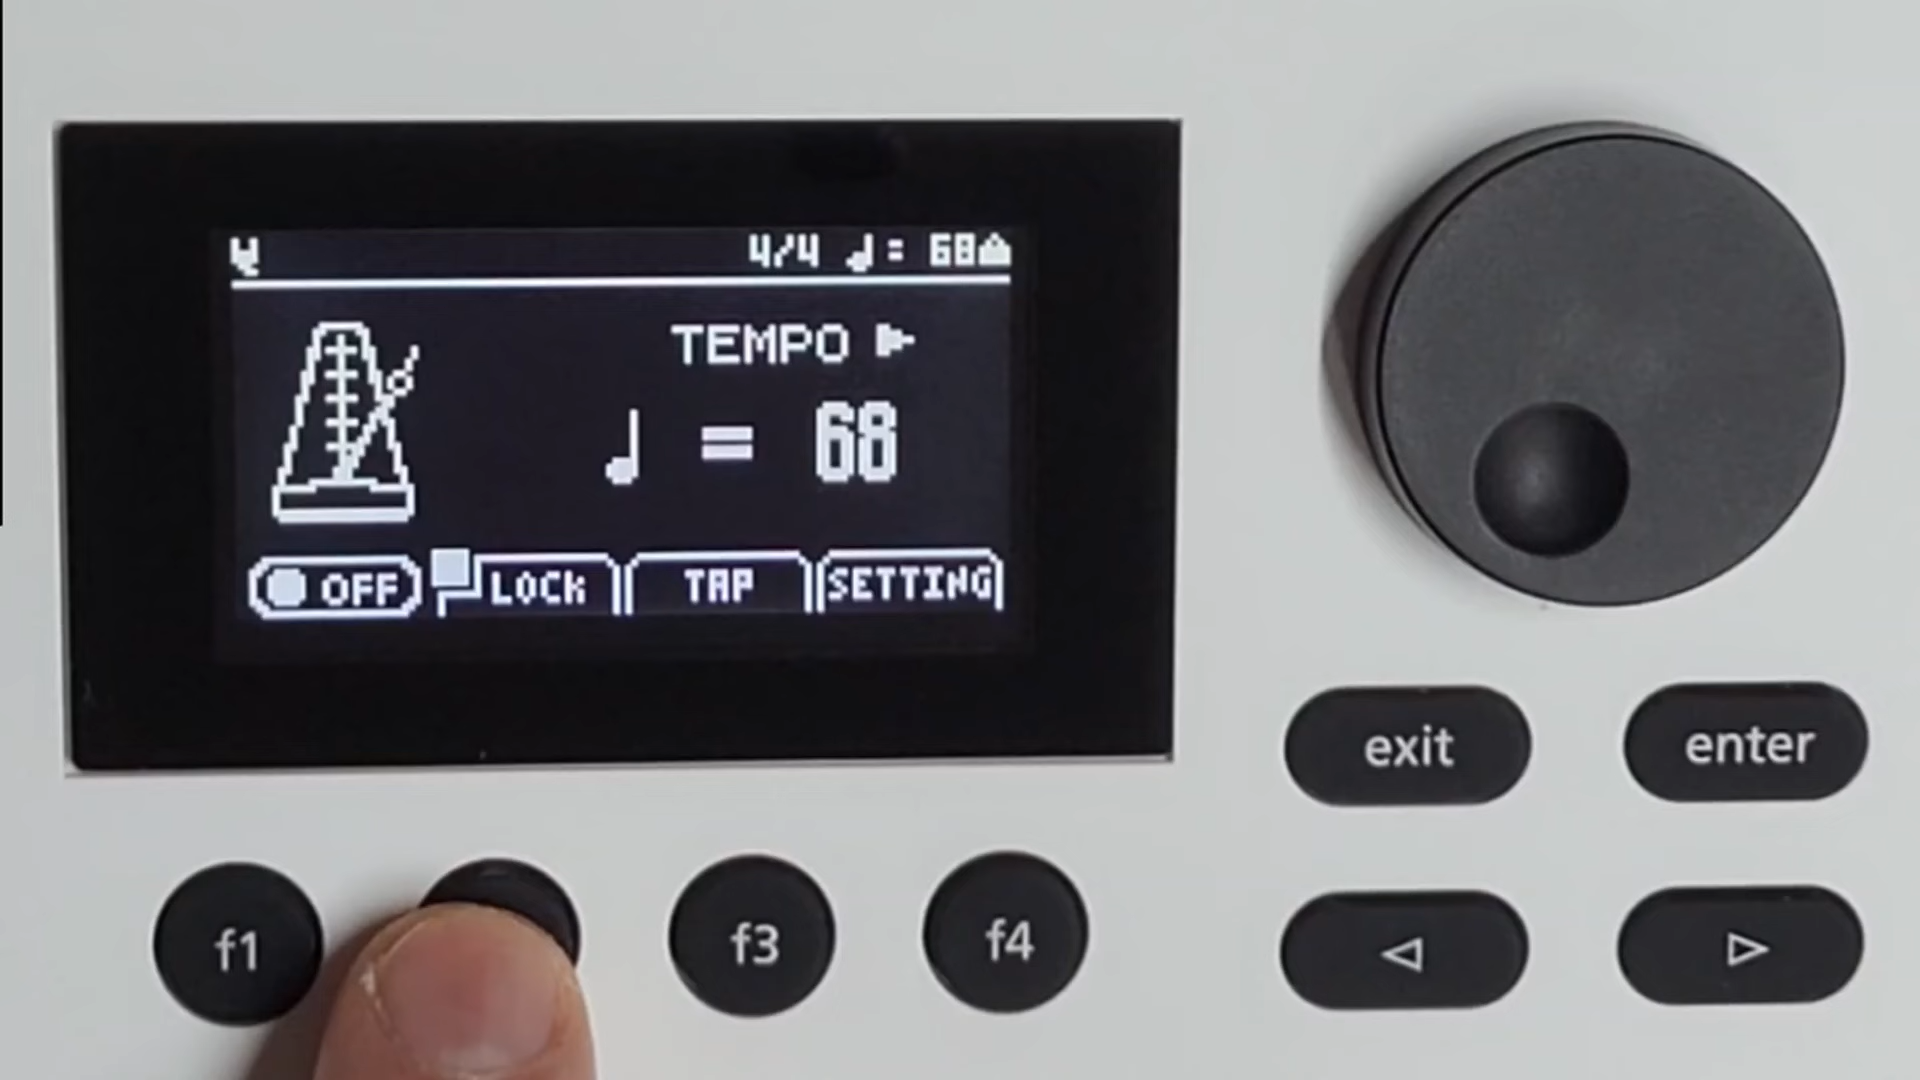 4/4 ♩= 68
TEMPO
♩ = 68
OFF LOCK TAP SETTING
exit enter
f1 f3 f4